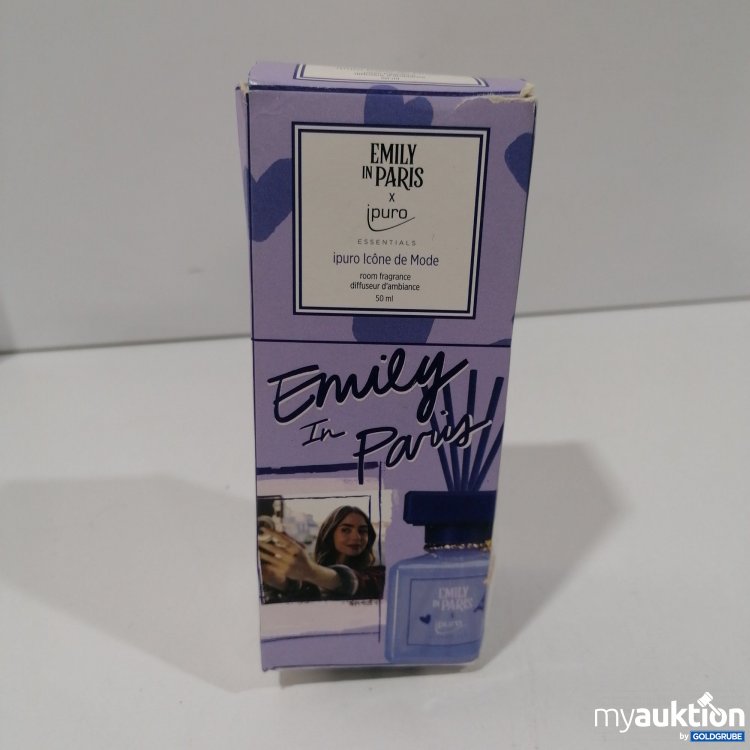 EMILY
IN PARIS
x
ipuro
ESSENTIALS
ipuro Icône de Mode
room fragrance
diffuseur d'ambiance
50 ml
Emily
In Paris
EMILY
IN PARIS
x
ipuro
myauktion
by GOLDGRUBE